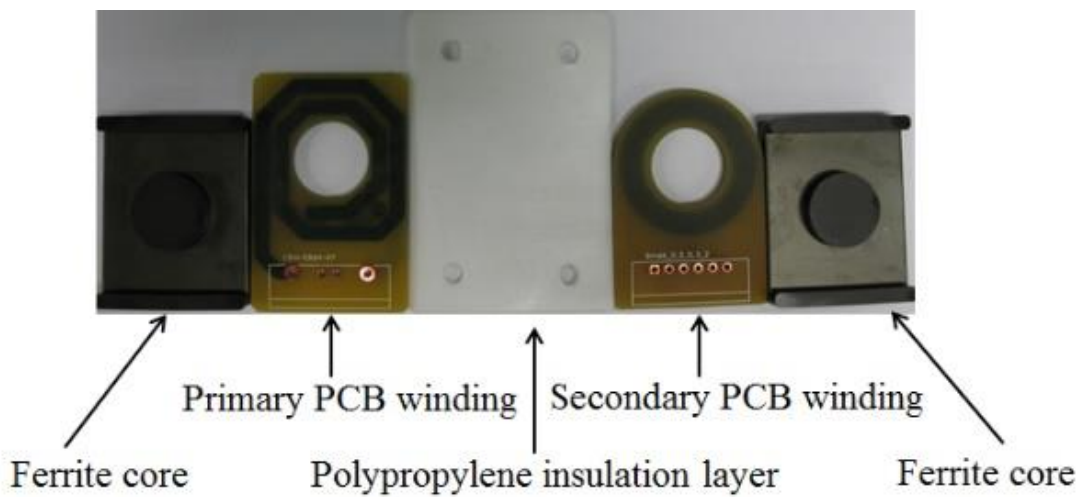 Primary PCB winding
Secondary PCB winding
Ferrite core
Polypropylene insulation layer
Ferrite core